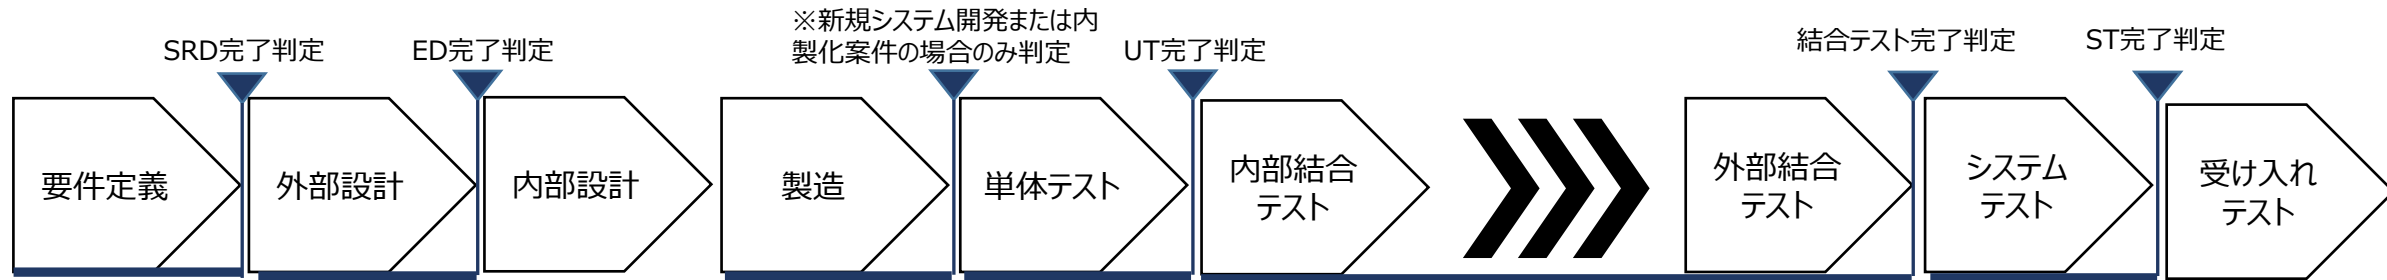 ※新規システム開発または内
製化案件の場合のみ判定
SRD完了判定
ED完了判定
UT完了判定
結合テスト完了判定
ST完了判定
要件定義
外部設計
内部設計
製造
単体テスト
内部結合
テスト
外部結合
テスト
システム
テスト
受け入れ
テスト